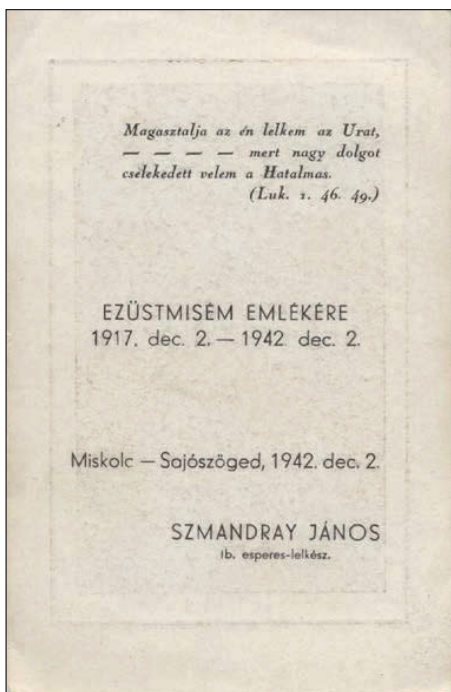 Magasztalja az én lelkem az Urat,
— — — — mert nagy dolgot
cselekedett velem a Hatalmas.
(Luk. 1. 46. 49.)
EZÜSTMISÉM EMLÉKÉRE
1917. dec. 2. — 1942 dec. 2.
Miskolc — Sajószöged, 1942. dec. 2.
SZMANDRAY JÁNOS
tb. esperes-lelkész.